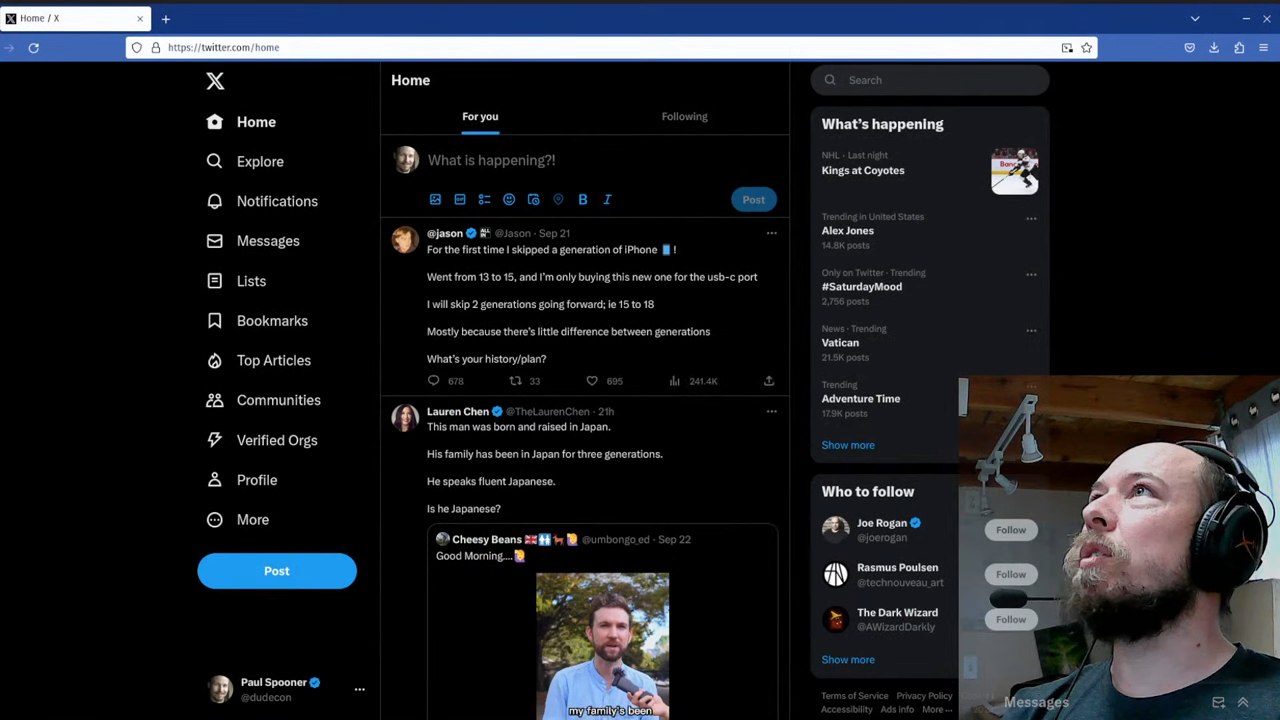 Home / X
https://twitter.com/home
Home
Explore
Notifications
Messages
Lists
Bookmarks
Top Articles
Communities
Verified Orgs
Profile
More
Post
Paul Spooner
@dudecon
Home
For you
Following
What is happening?!
Post
@jason @Jason · Sep 21
For the first time I skipped a generation of iPhone 📱!
Went from 13 to 15, and I'm only buying this new one for the usb-c port
I will skip 2 generations going forward; ie 15 to 18
Mostly because there's little difference between generations
What's your history/plan?
678 33 695 241.4K
Lauren Chen @TheLaurenChen · 21h
This man was born and raised in Japan.
His family has been in Japan for three generations.
He speaks fluent Japanese.
Is he Japanese?
Cheesy Beans @umbongo_ed · Sep 22
Good Morning....
my family's been
Search
What's happening
NHL · Last night
Kings at Coyotes
Trending in United States
Alex Jones
14.8K posts
Only on Twitter · Trending
#SaturdayMood
2,756 posts
News · Trending
Vatican
21.5K posts
Trending
Adventure Time
17.9K posts
Show more
Who to follow
Joe Rogan
@joerogan
Follow
Rasmus Poulsen
@technouveau_art
Follow
The Dark Wizard
@AWizardDarkly
Follow
Show more
Terms of Service Privacy Policy
Accessibility Ads info More ...
Messages